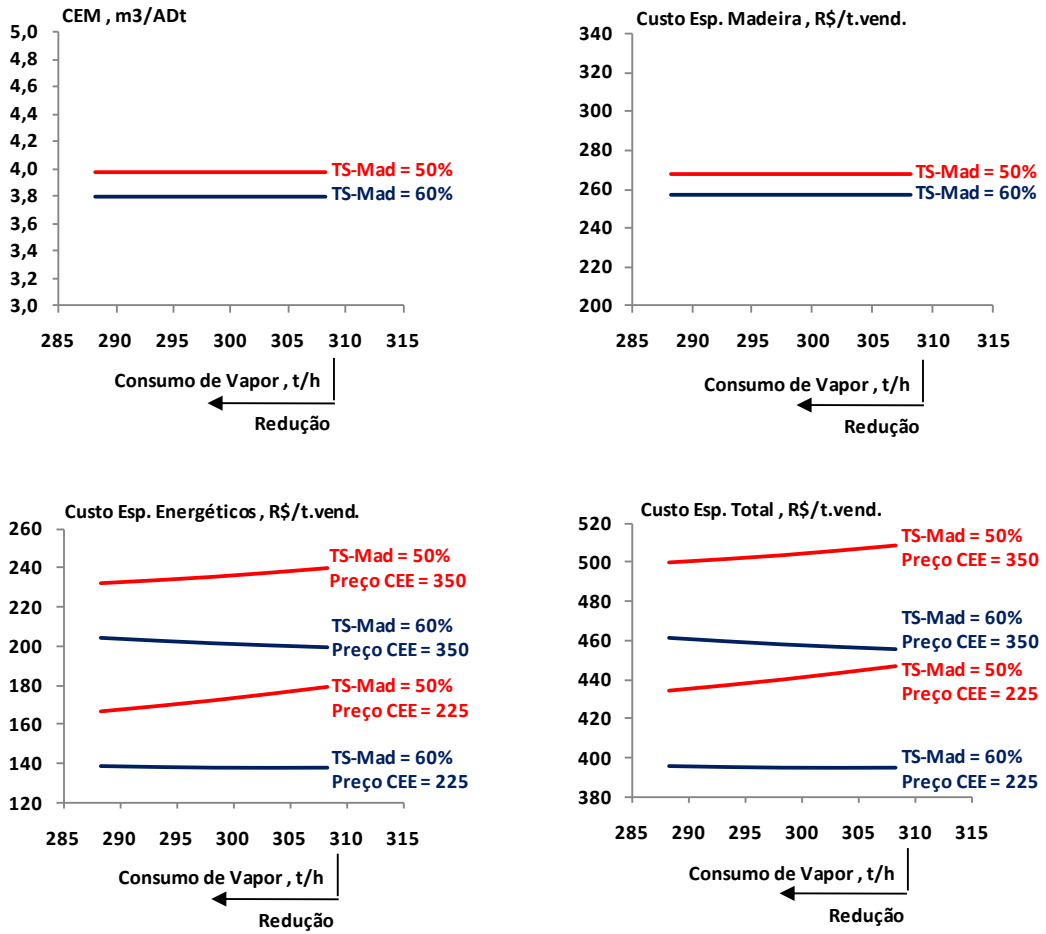 CEM , m3/ADt
5,0
4,8
4,6
4,4
4,2
4,0
3,8
3,6
3,4
3,2
3,0
TS-Mad = 50%
TS-Mad = 60%
285 290 295 300 305 310 315
Consumo de Vapor , t/h
Redução
Custo Esp. Madeira , R$/t.vend.
340
320
300
280
260
240
220
200
TS-Mad = 50%
TS-Mad = 60%
285 290 295 300 305 310 315
Consumo de Vapor , t/h
Redução
Custo Esp. Energéticos , R$/t.vend.
260
240
220
200
180
160
140
120
TS-Mad = 50%
Preço CEE = 350
TS-Mad = 60%
Preço CEE = 350
TS-Mad = 50%
Preço CEE = 225
TS-Mad = 60%
Preço CEE = 225
285 290 295 300 305 310 315
Consumo de Vapor , t/h
Redução
Custo Esp. Total , R$/t.vend.
520
500
480
460
440
420
400
380
TS-Mad = 50%
Preço CEE = 350
TS-Mad = 60%
Preço CEE = 350
TS-Mad = 50%
Preço CEE = 225
TS-Mad = 60%
Preço CEE = 225
285 290 295 300 305 310 315
Consumo de Vapor , t/h
Redução